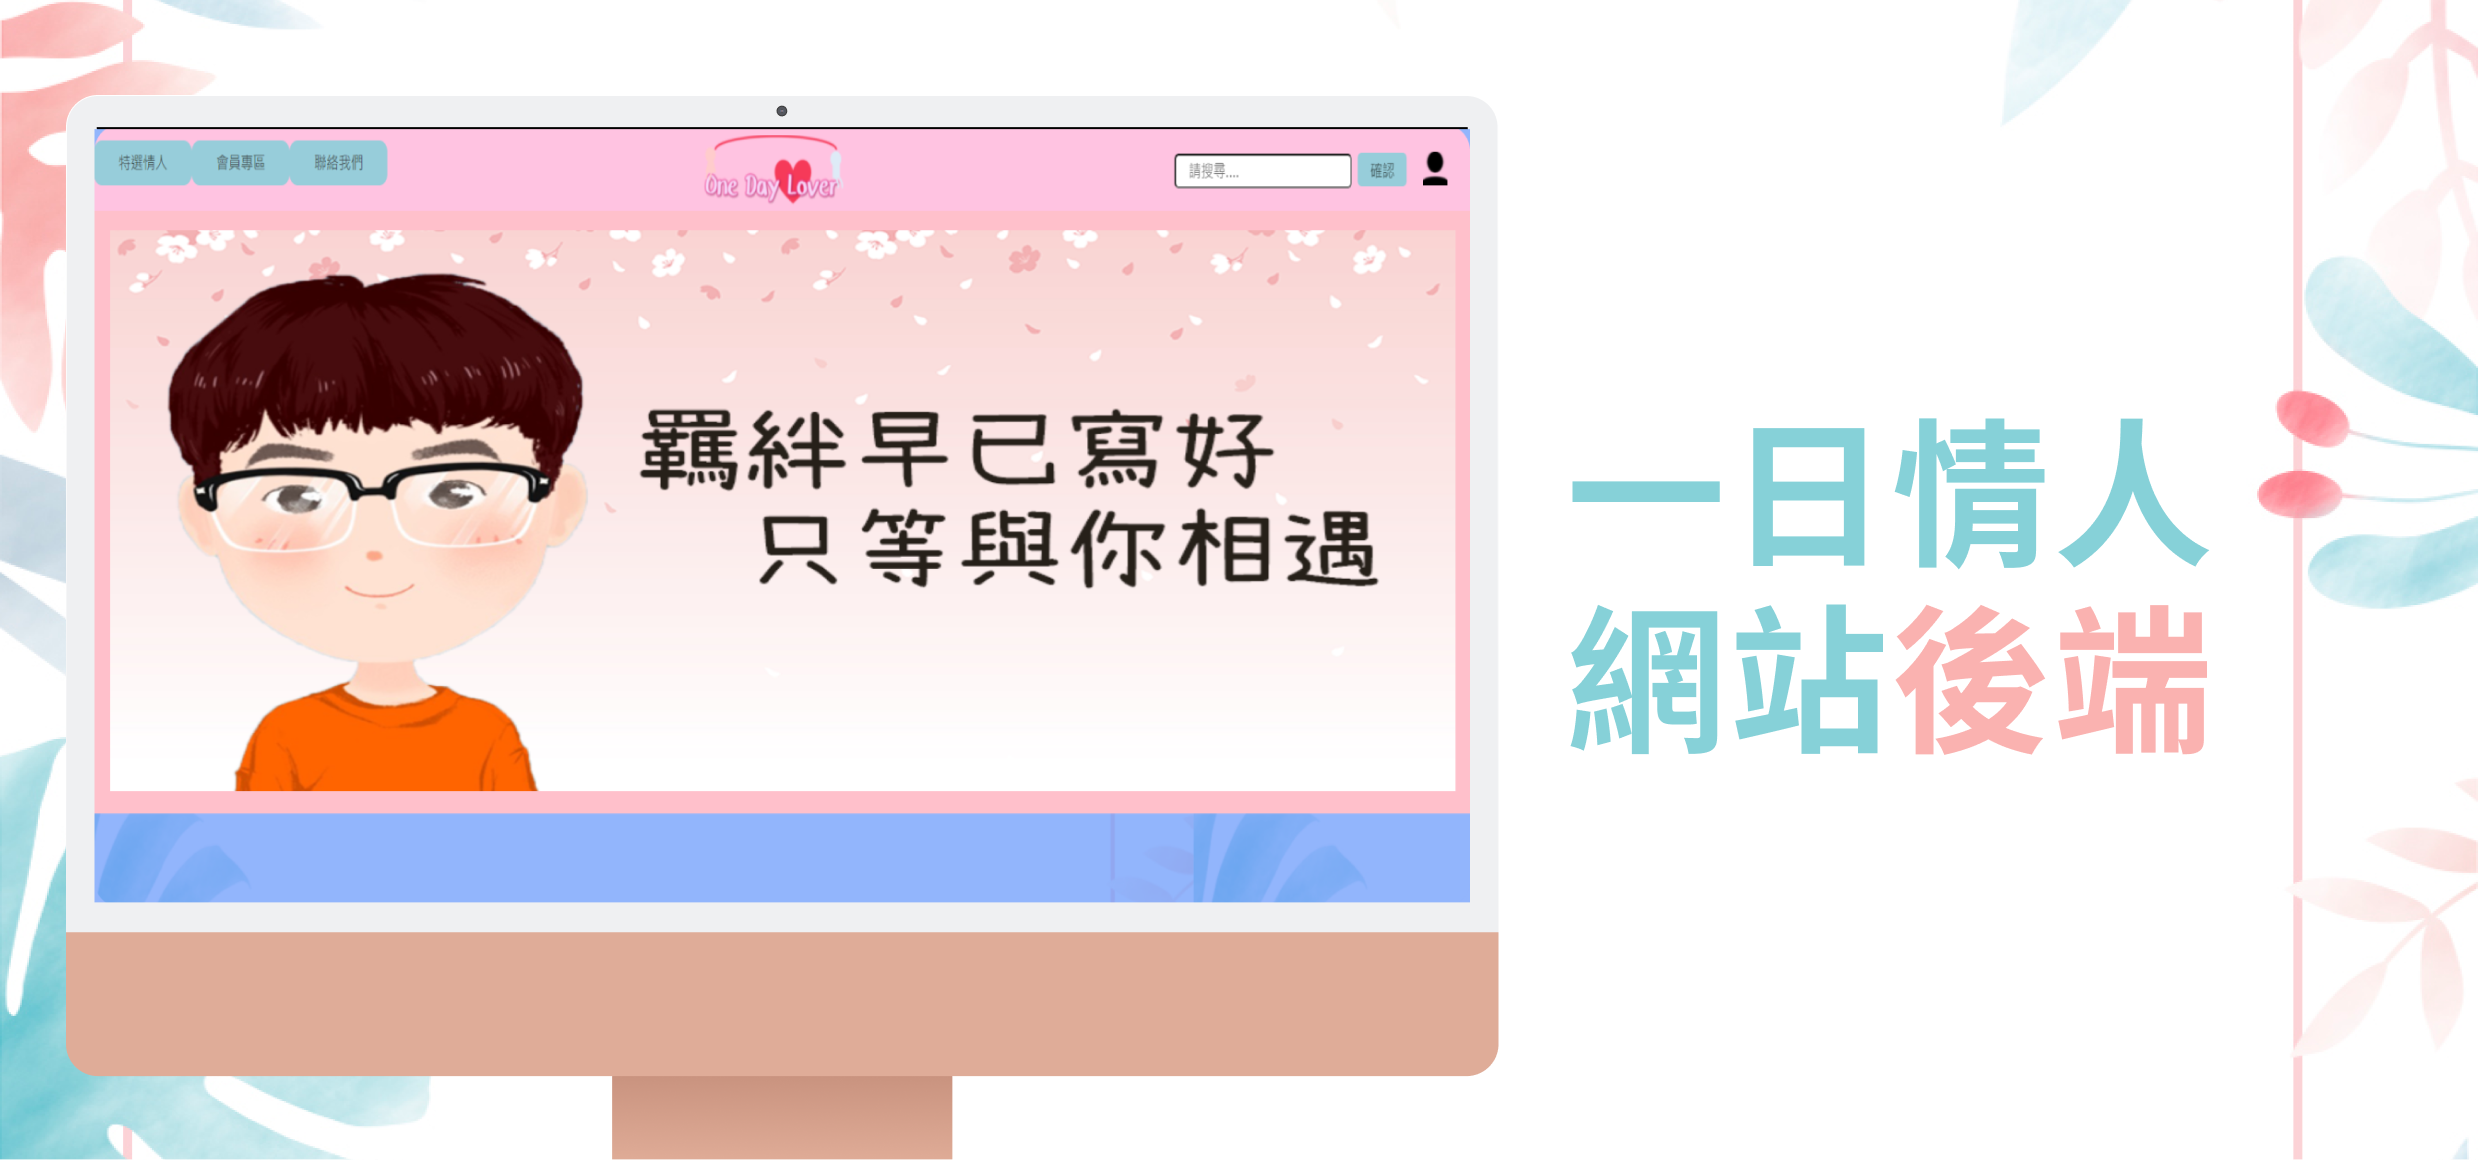 特選情人 會員專區 聯絡我們
One Day Lover
請搜尋....
確認
羈絆早已寫好
只等與你相遇
一日情人
網站後端